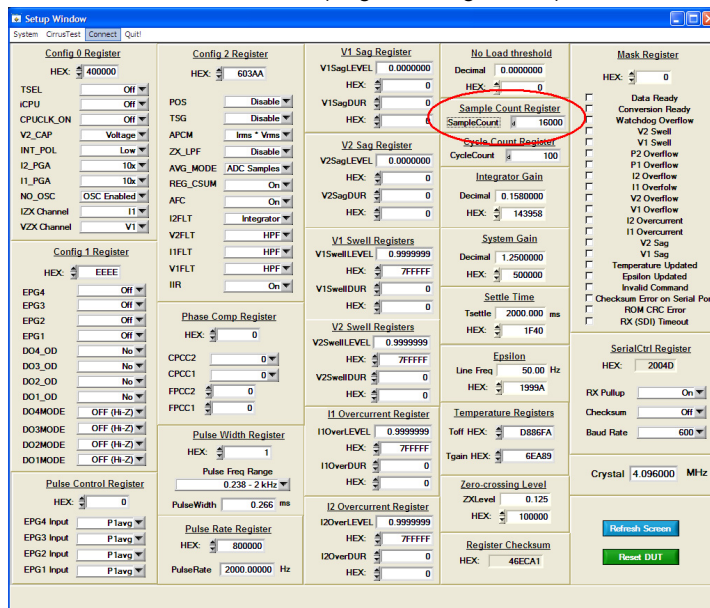 Setup Window
System CirrusTest Connect Quit!
Config 0 Register
HEX: 400000
TSEL Off
iCPU Off
CPUCLK_ON Off
V2_CAP Voltage
INT_POL Low
I2_PGA 10x
I1_PGA 10x
NO_OSC OSC Enabled
IZX Channel I1
VZX Channel V1
Config 1 Register
HEX: EEEE
EPG4 Off
EPG3 Off
EPG2 Off
EPG1 Off
DO4_OD No
DO3_OD No
DO2_OD No
DO1_OD No
DO4MODE OFF (Hi-Z)
DO3MODE OFF (Hi-Z)
DO2MODE OFF (Hi-Z)
DO1MODE OFF (Hi-Z)
Pulse Control Register
HEX: 0
EPG4 Input P1avg
EPG3 Input P1avg
EPG2 Input P1avg
EPG1 Input P1avg
Config 2 Register
HEX: 603AA
POS Disable
TSG Disable
APCM Irms * Vrms
ZX_LPF Disable
AVG_MODE ADC Samples
REG_CSUM On
AFC On
I2FLT Integrator
V2FLT HPF
I1FLT HPF
V1FLT HPF
IIR On
Phase Comp Register
HEX: 0
CPCC2 0
CPCC1 0
FPCC2 0
FPCC1 0
Pulse Width Register
HEX: 1
Pulse Freq Range
0.238 - 2 kHz
PulseWidth 0.266 ms
Pulse Rate Register
HEX: 800000
PulseRate 2000.00000 Hz
V1 Sag Register
V1SagLEVEL 0.0000000
HEX: 0
V1SagDUR 0
HEX: 0
V2 Sag Register
V2SagLEVEL 0.0000000
HEX: 0
V2SagDUR 0
HEX: 0
V1 Swell Registers
V1SwellLEVEL 0.9999999
HEX: 7FFFFF
V1SwellDUR 0
HEX: 0
V2 Swell Registers
V2SwellLEVEL 0.9999999
HEX: 7FFFFF
V2SwellDUR 0
HEX: 0
I1 Overcurrent Register
I1OverLEVEL 0.9999999
HEX: 7FFFFF
I1OverDUR 0
HEX: 0
I2 Overcurrent Register
I2OverLEVEL 0.9999999
HEX: 7FFFFF
I2OverDUR 0
HEX: 0
No Load threshold
Decimal 0.0000000
HEX: 0
Sample Count Register
SampleCount: d 16000
Cycle Count Register
CycleCount d 100
Integrator Gain
Decimal 0.1580000
HEX: 143958
System Gain
Decimal 1.2500000
HEX: 500000
Settle Time
Tsettle 2000.000 ms
HEX: 1F40
Epsilon
Line Freq 50.00 Hz
HEX: 1999A
Temperature Registers
Toff HEX: D886FA
Tgain HEX: 6EA89
Zero-crossing Level
ZXLevel 0.125
HEX: 100000
Register Checksum
HEX: 46ECA1
Mask Register
HEX: 0
Data Ready
Conversion Ready
Watchdog Overflow
V2 Swell
V1 Swell
P2 Overflow
P1 Overflow
I2 Overflow
I1 Overfolw
V2 Overflow
V1 Overflow
I2 Overcurrent
I1 Overcurrent
V2 Sag
V1 Sag
Temperature Updated
Epsilon Updated
Invalid Command
Checksum Error on Serial Por
ROM CRC Error
RX (SDI) Timeout
SerialCtrl Register
HEX: 2004D
RX Pullup On
Checksum Off
Baud Rate 600
Crystal 4.096000 MHz
Refresh Screen
Reset DUT